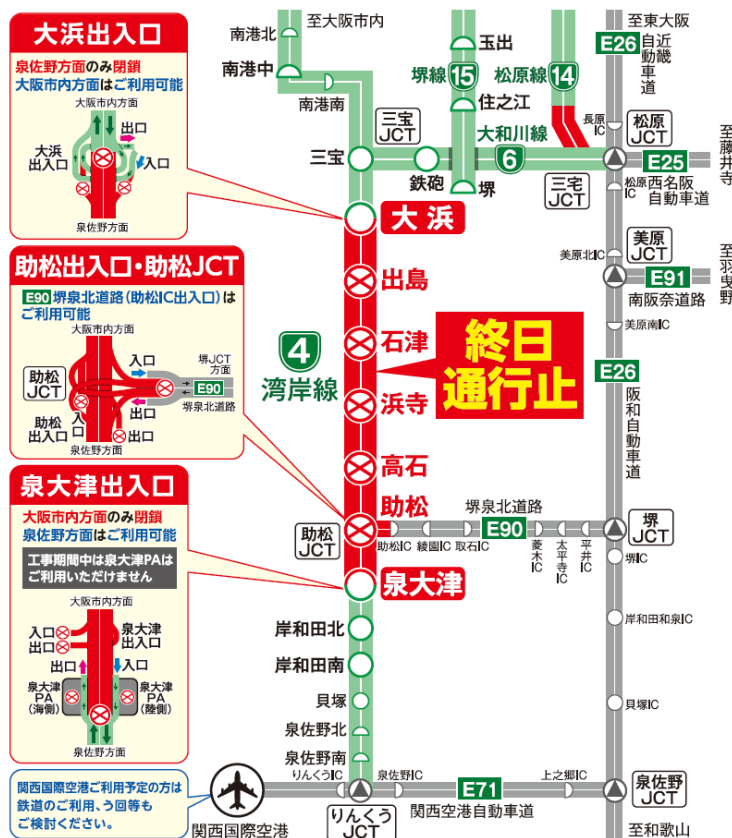 大浜出入口
泉佐野方面のみ閉鎖
大阪市内方面はご利用可能
大阪市内方面
出口
大浜
出入口
入口
泉佐野方面
助松出入口・助松JCT
E90 堺泉北道路(助松IC出入口)は
ご利用可能
大阪市内方面
入口
堺JCT
方面
助松
JCT
E90
堺泉北道路
出口
助松
出入口
入口
出口
泉佐野方面
泉大津出入口
大阪市内方面のみ閉鎖
泉佐野方面はご利用可能
工事期間中は泉大津PAは
ご利用いただけません
大阪市内方面
入口
出口
泉大津
出入口
出口
入口
泉大津
PA
(海側)
泉大津
PA
(陸側)
泉佐野方面
関西国際空港ご利用予定の方は
鉄道のご利用、う回等も
ご検討ください。
至大阪市内
南港北
南港中
南港南
三宝
三宝
JCT
鉄砲
玉出
堺線
15
住之江
堺
松原線
14
大和川線
6
三宅
JCT
至東大阪
E26
近畿
自動車道
長原
IC
松原
JCT
E25
至藤井寺
松原
IC
西名阪
自動車道
美原北IC
美原
JCT
E91
至羽曳野
南阪奈道路
美原南IC
E26
阪和自動車道
大浜
出島
石津
浜寺
高石
助松
4
湾岸線
終日
通行止
助松
JCT
堺泉北道路
E90
助松IC
綾園IC
取石IC
菱木IC
太平寺IC
平井IC
堺
JCT
堺IC
泉大津
岸和田北
岸和田南
貝塚
泉佐野北
泉佐野南
岸和田和泉IC
貝塚IC
りんくうIC
泉佐野IC
E71
上之郷IC
関西空港自動車道
関西国際空港
りんくう
JCT
泉佐野
JCT
至和歌山